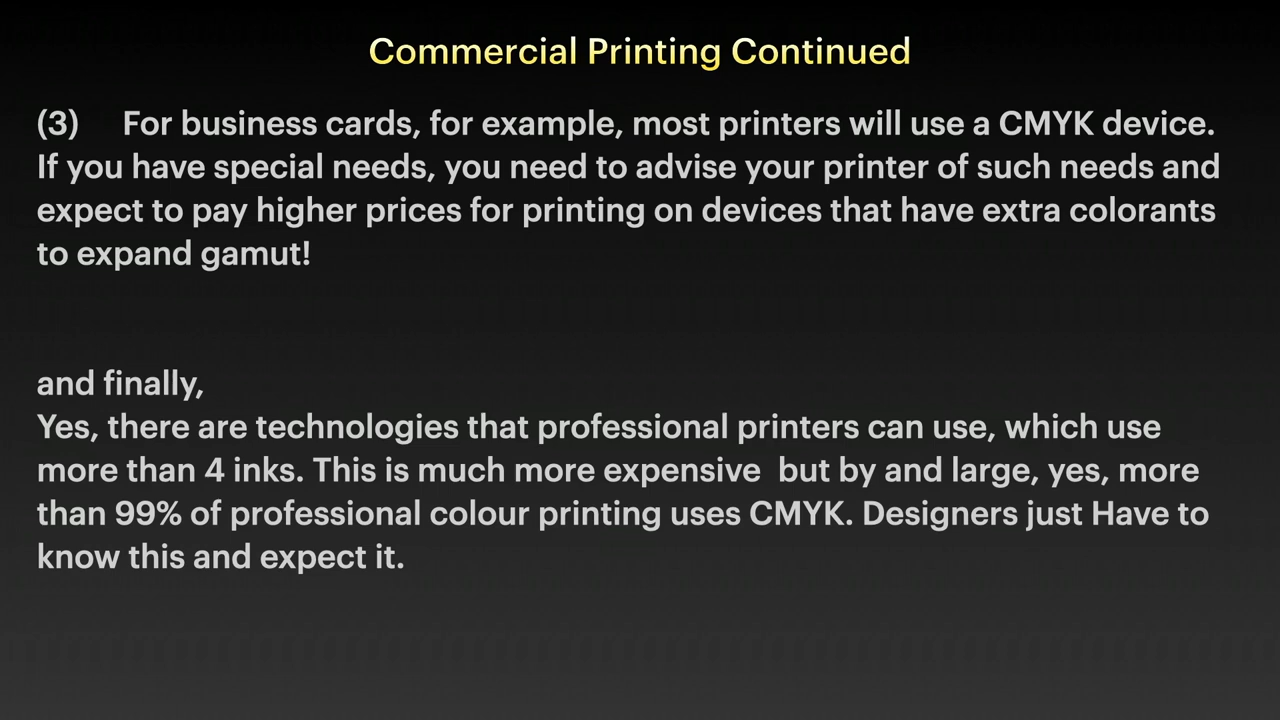 Commercial Printing Continued
(3) For business cards, for example, most printers will use a CMYK device.
If you have special needs, you need to advise your printer of such needs and
expect to pay higher prices for printing on devices that have extra colorants
to expand gamut!
and finally,
Yes, there are technologies that professional printers can use, which use
more than 4 inks. This is much more expensive  but by and large, yes, more
than 99% of professional colour printing uses CMYK. Designers just Have to
know this and expect it.